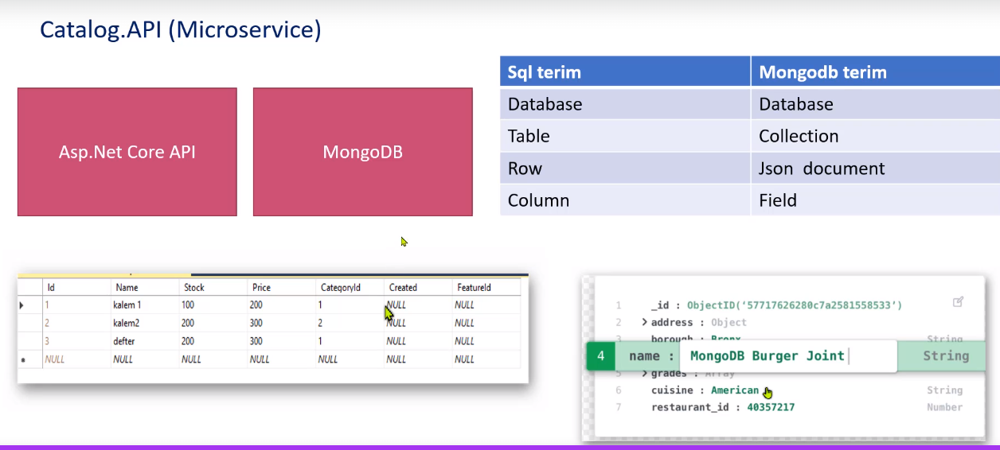 Catalog.API (Microservice)
Asp.Net Core API
MongoDB
Sql terim Mongodb terim
Database Database
Table Collection
Row Json document
Column Field
Id Name Stock Price CategoryId Created FeatureId
1 kalem 1 100 200 1 NULL NULL
2 kalem2 200 300 2 NULL NULL
3 defter 200 300 1 NULL NULL
NULL NULL NULL NULL NULL NULL NULL
1 _id : ObjectID(‘57717626280c7a2581558533’)
2 address : Object
3 borough : Bronx String
4 name : MongoDB Burger Joint String
5 grades : Array
6 cuisine : American String
7 restaurant_id : 40357217 Number